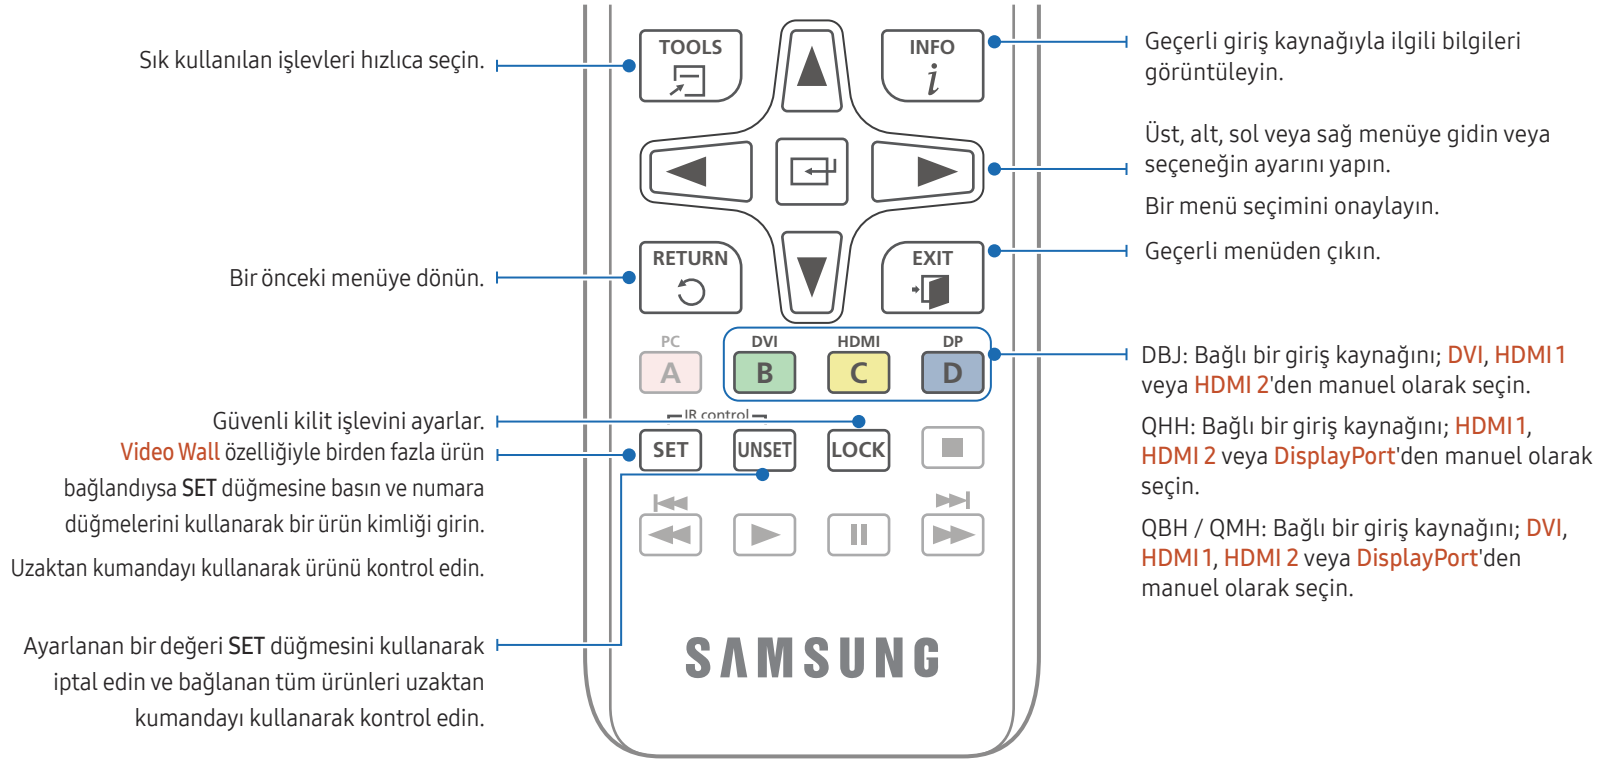 Sık kullanılan işlevleri hızlıca seçin.
Bir önceki menüye dönün.
Güvenli kilit işlevini ayarlar.
Video Wall özelliğiyle birden fazla ürün
bağlandıysa SET düğmesine basın ve numara
düğmelerini kullanarak bir ürün kimliği girin.
Uzaktan kumandayı kullanarak ürünü kontrol edin.
Ayarlanan bir değeri SET düğmesini kullanarak
iptal edin ve bağlanan tüm ürünleri uzaktan
kumandayı kullanarak kontrol edin.
TOOLS
INFO
i
RETURN
EXIT
PC
DVI
HDMI
DP
A
B
C
D
IR control
SET
UNSET
LOCK
SAMSUNG
Geçerli giriş kaynağıyla ilgili bilgileri
görüntüleyin.
Üst, alt, sol veya sağ menüye gidin veya
seçeneğin ayarını yapın.
Bir menü seçimini onaylayın.
Geçerli menüden çıkın.
DBJ: Bağlı bir giriş kaynağını; DVI, HDMI 1
veya HDMI 2'den manuel olarak seçin.
QHH: Bağlı bir giriş kaynağını; HDMI 1,
HDMI 2 veya DisplayPort'den manuel olarak
seçin.
QBH / QMH: Bağlı bir giriş kaynağını; DVI,
HDMI 1, HDMI 2 veya DisplayPort'den
manuel olarak seçin.